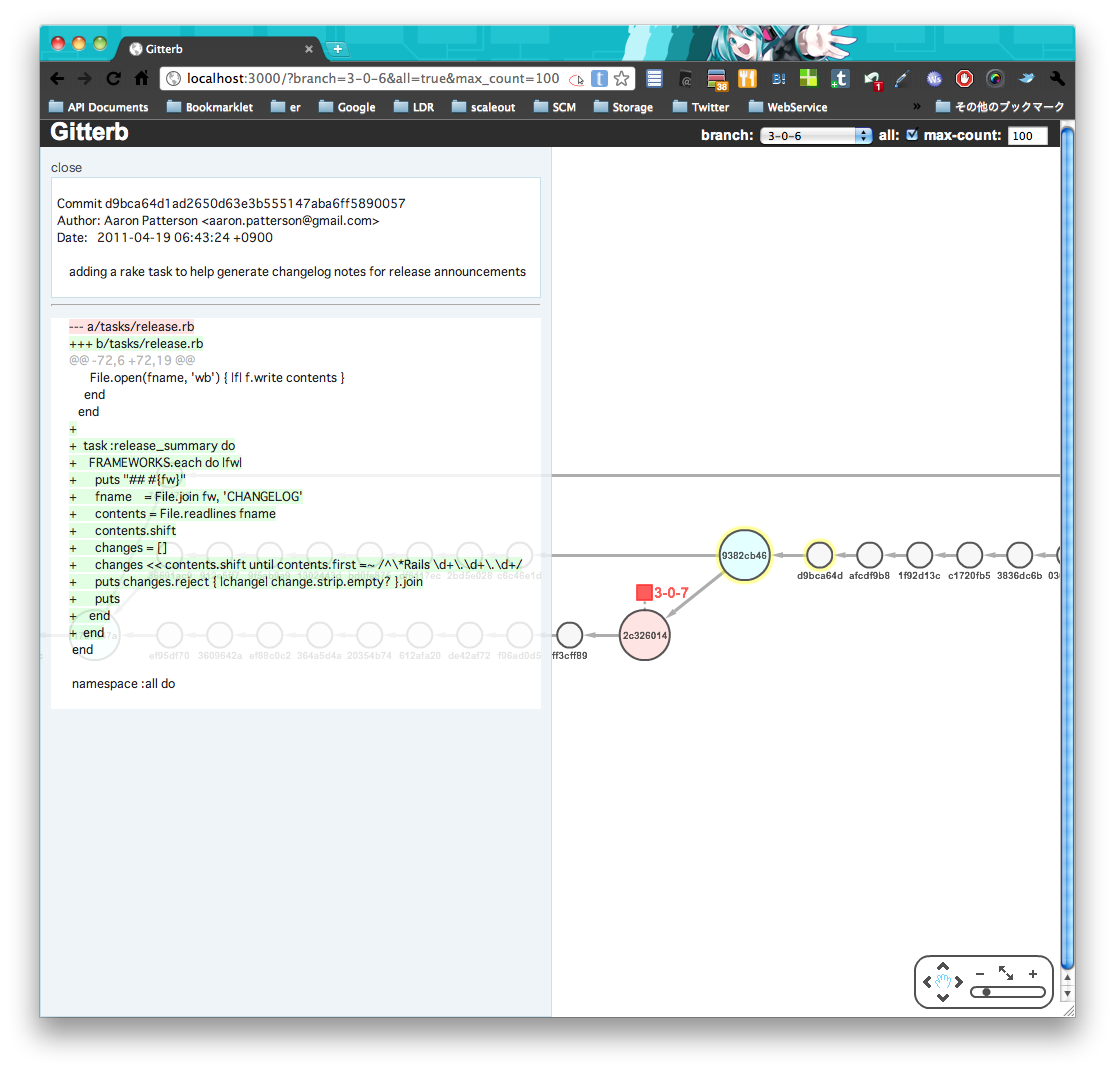 Gitterb
localhost:3000/?branch=3-0-6&all=true&max_count=100
38
1
API Documents
Bookmarklet
er
Google
LDR
scaleout
SCM
Storage
Twitter
WebService
»
その他のブックマーク
Gitterb
branch: 3-0-6 all: max-count: 100
close
Commit d9bca64d1ad2650d63e3b555147aba6ff5890057
Author: Aaron Patterson <aaron.patterson@gmail.com>
Date: 2011-04-19 06:43:24 +0900
adding a rake task to help generate changelog notes for release announcements
--- a/tasks/release.rb
+++ b/tasks/release.rb
@@ -72,6 +72,19 @@
File.open(fname, 'wb') { |f| f.write contents }
end
end
+
+ task :release_summary do
+ FRAMEWORKS.each do |fw|
+ puts "## #{fw}"
+ fname = File.join fw, 'CHANGELOG'
+ contents = File.readlines fname
+ contents.shift
+ changes = []
+ changes << contents.shift until contents.first =~ /^\*Rails \d+\.\d+\.\d+/
+ puts changes.reject { |change| change.strip.empty? }.join
+ puts
+ end
+ end
end
namespace :all do
9382cb46
d9bca64d afcdf9b8 1f92d13c c1720fb5 3836dc6b
2bd5e028 c6c46e1d
3-0-7
2c326014
ef95df70 3609642a ef88c0c2 364a5d4a 20354b74 612afa20 de42af72 f06ad0d5 ff3cff89